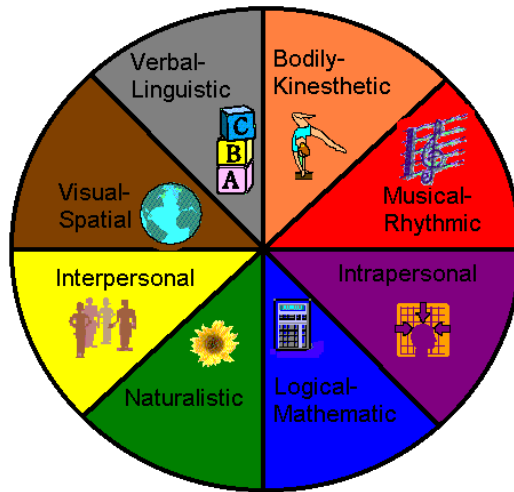 Verbal-
Linguistic
Bodily-
Kinesthetic
C
B
A
Musical-
Rhythmic
Visual-
Spatial
Interpersonal
Intrapersonal
Naturalistic
Logical-
Mathematic